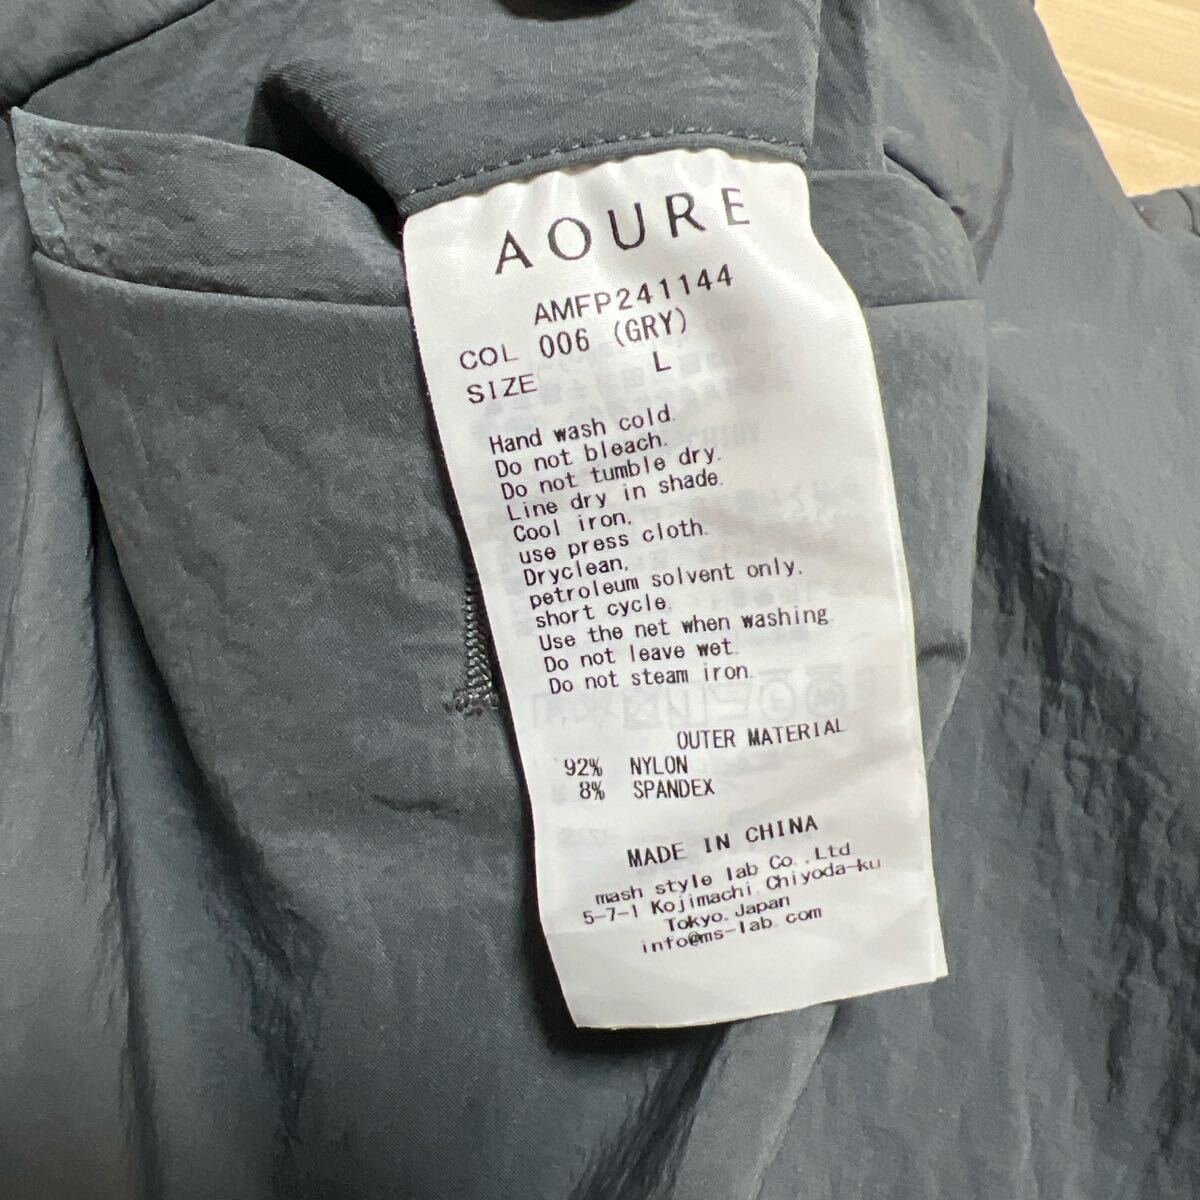 AOURE
AMFP241144
COL 006 (GRY)
SIZE L
Hand wash cold.
Do not bleach.
Do not tumble dry.
Line dry in shade.
Cool iron,
use press cloth.
Dryclean,
petroleum solvent only.
short cycle.
Use the net when washing.
Do not leave wet.
Do not steam iron.
OUTER MATERIAL
92% NYLON
8% SPANDEX
MADE IN CHINA
mash style lab Co.,Ltd.
5-7-1 Kojimachi.Chiyoda-ku
Tokyo.Japan
info@ms-lab.com